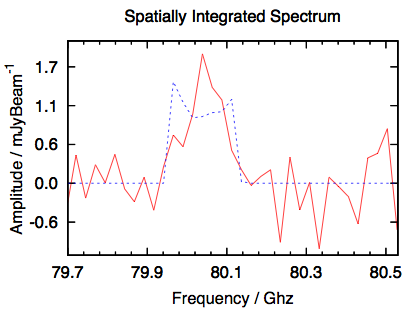 Spatially Integrated Spectrum
Amplitude / mJyBeam-1
1.7
1.1
0.6
0.0
-0.6
79.7 79.9 80.1 80.3 80.5
Frequency / Ghz